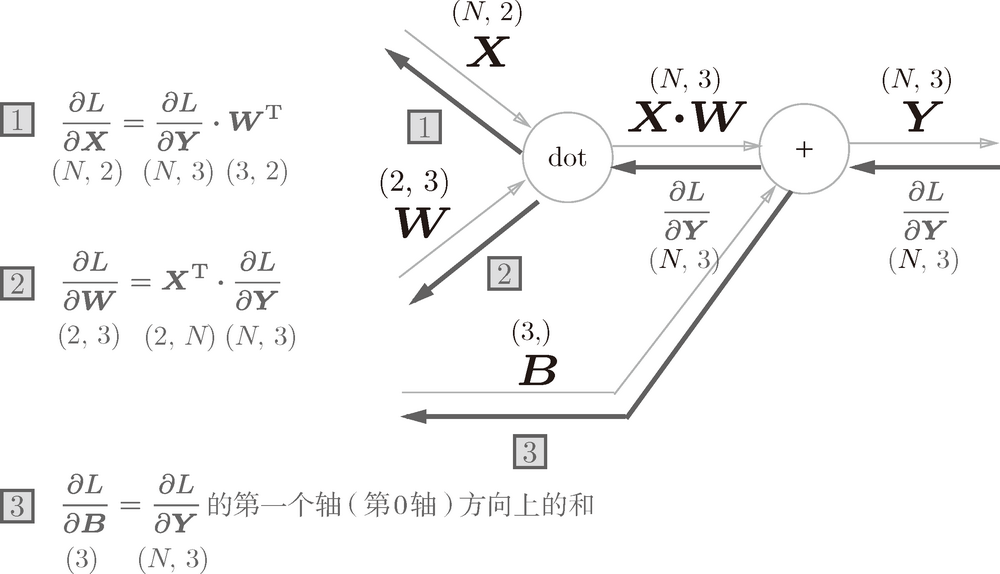 1 ∂L/∂X = ∂L/∂Y · W^T
(N, 2) (N, 3) (3, 2)
2 ∂L/∂W = X^T · ∂L/∂Y
(2, 3) (2, N) (N, 3)
3 ∂L/∂B = ∂L/∂Y 的第一个轴（第0轴）方向上的和
(3) (N, 3)
(N, 2)
X
1
(2, 3)
W
2
dot
(N, 3)
X·W
∂L/∂Y
(N, 3)
+
(N, 3)
Y
∂L/∂Y
(N, 3)
(3,)
B
3